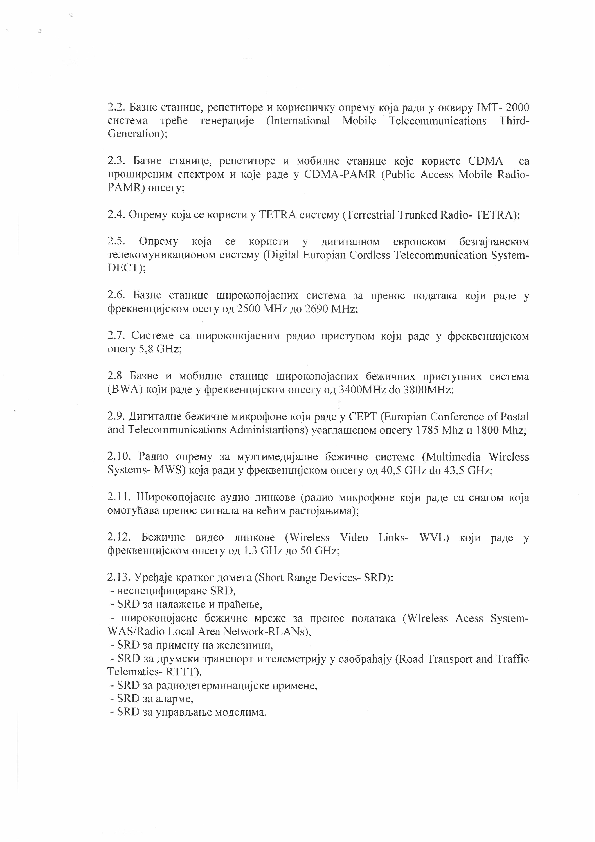 2.2. Базне станице, репеторе и корисничку опрему која ради у оквиру IMT- 2000
система треће генерације (International Mobile Telecommunications Third-
Generation);
2.3. Базне станице, репетиторе и мобилне станице које користе CDMA са
проширеним спектром и које раде у CDMA-PAMR (Public Access Mobile Radio-
PAMR) опсегу;
2.4. Опрему која се користи у TETRA систему (Terrestrial Trunked Radio- TETRA);
2.5. Опрему која се користи у дигиталном европском безгајтанском
телекомуникационом систему (Digital Europian Cordless Telecommunication System-
DECT);
2.6. Базне станице широкопојасних система за пренос података који раде у
фреквенцијском осегу од 2500 MHz до 2690 MHz;
2.7. Системе са широкопојасним радио приступом који раде у фреквенцијском
опсегу 5,8 GHz;
2.8 Базне и мобилне станице широкопојасних бежичних приступних система
(BWA) који раде у фреквенцијском опсегу од 3400MHz do 3800MHz;
2.9. Дигиталне бежичне микрофоне који раде у CEPT (Europian Conference of Postal
and Telecommunications Administartions) усаглашеном опсегу 1785 Mhz и 1800 Mhz;
2.10. Радио опрему за мултимедијалне бежичне системе (Multimedia Wireless
Systems- MWS) која ради у фреквенцијском опсегу од 40,5 GHz do 43,5 GHz;
2.11. Широкопојасне аудио линкове (радио микрофоне који раде са снагом која
омогућава пренос сигнала на већим растојањима);
2.12. Бежичне видео линкове (Wireless Video Links- WVL) који раде у
фреквенцијском опсегу од 1.3 GHz до 50 GHz;
2.13. Уређаје кратког домета (Short Range Devices- SRD):
- неспецифициране SRD,
- SRD за налажење и праћење,
- широкопојасне бежичне мреже за пренос података (WIreless Acess System-
WAS/Radio Local Area Network-RLANs),
- SRD за примену на железници,
- SRD за друмски транспорт и телеметрију у саобраћају (Road Transport and Traffic
Telematics- RTTT),
- SRD за радиодетерминацијске примене,
- SRD за аларме,
- SRD за управљање моделима.